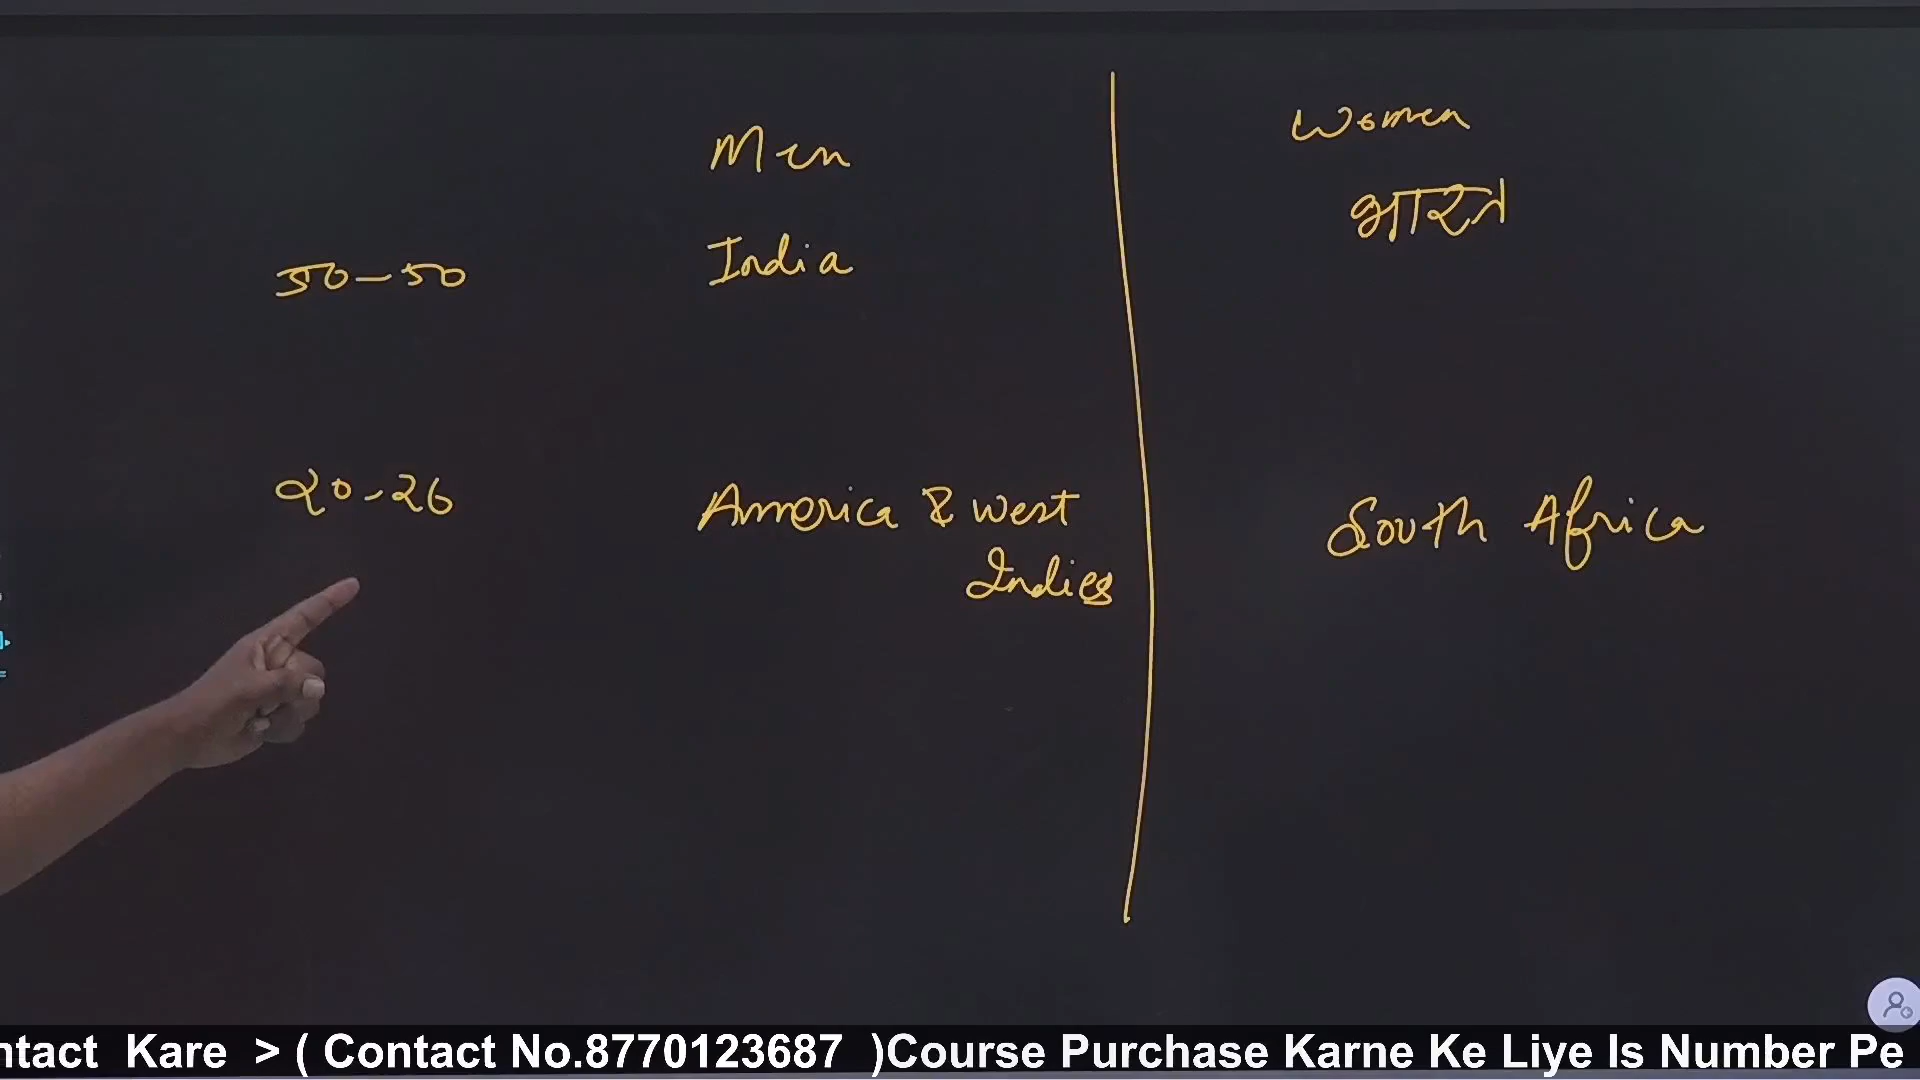 Men
Women
भारत
50-50
India
20-26
America & west
Indies
South Africa
ntact Kare > ( Contact No.8770123687 )Course Purchase Karne Ke Liye Is Number Pe